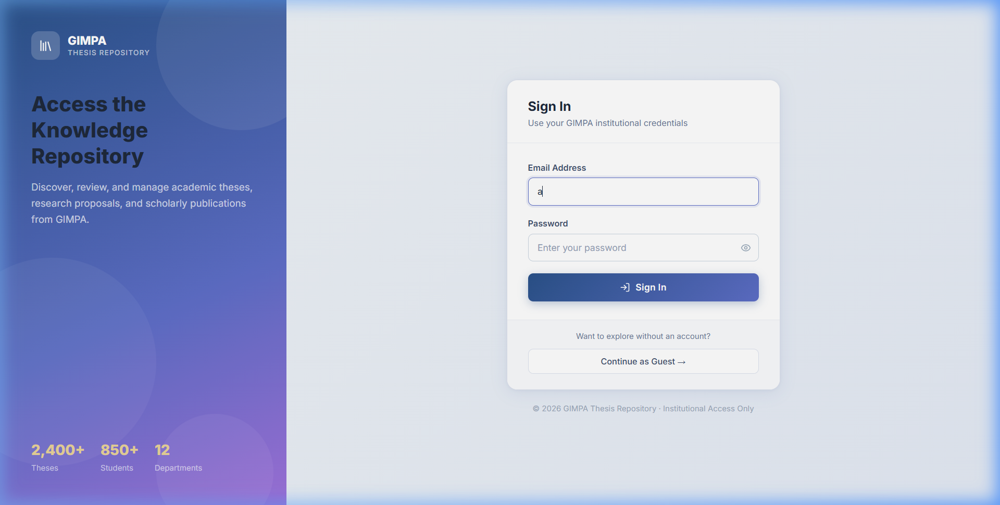 GIMPA
THESIS REPOSITORY
Access the
Knowledge
Repository
Discover, review, and manage academic theses,
research proposals, and scholarly publications
from GIMPA.
2,400+ 850+ 12
Theses Students Departments
Sign In
Use your GIMPA institutional credentials
Email Address
a
Password
Enter your password
Sign In
Want to explore without an account?
Continue as Guest →
© 2026 GIMPA Thesis Repository · Institutional Access Only